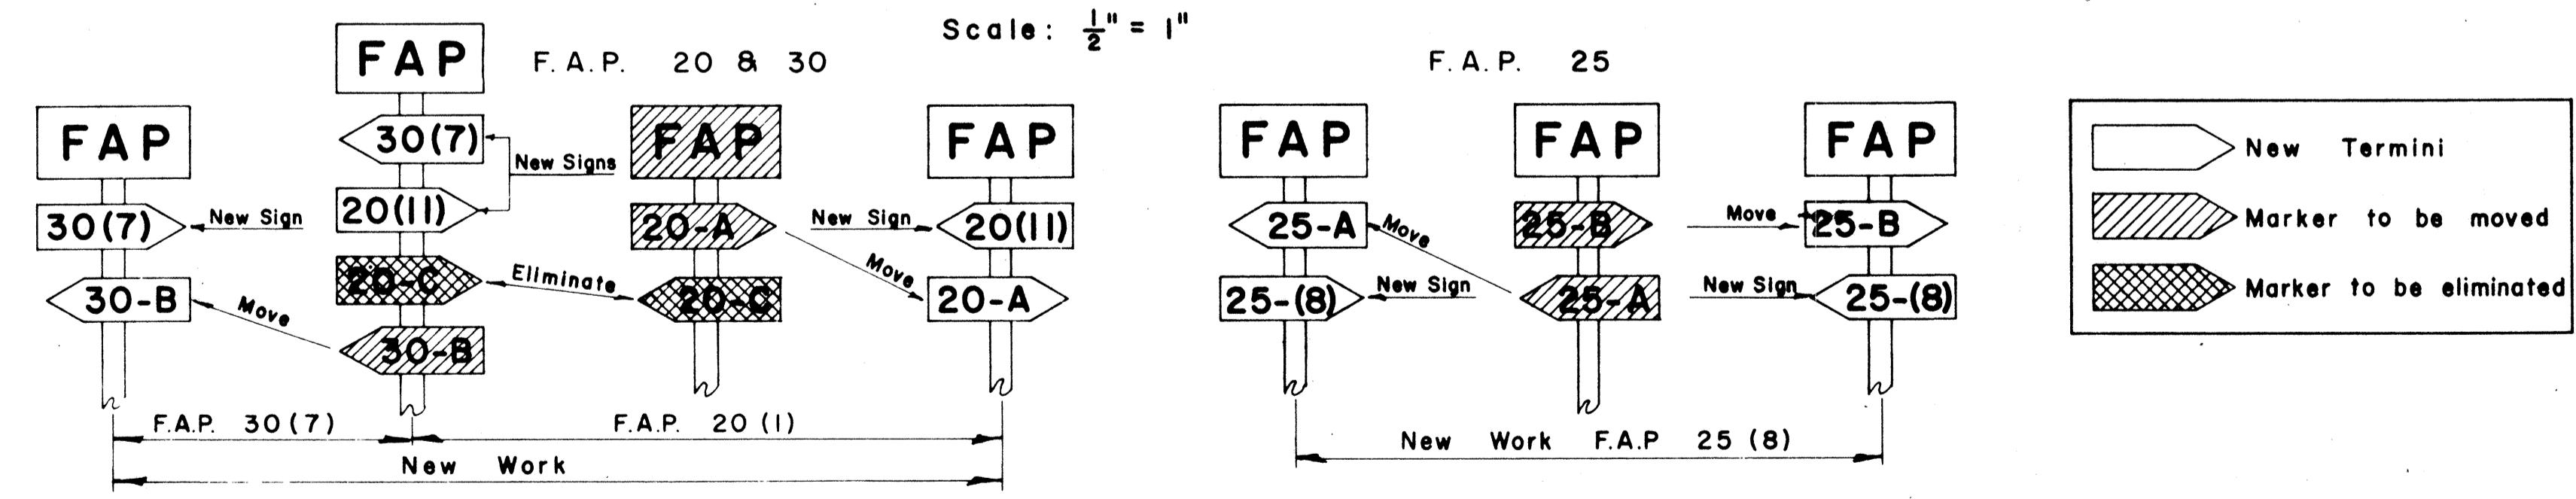 Scale: 1/2" = 1"
F.A.P. 20 & 30
FAP
30(7)
New Sign
30-B
Move
FAP
30(7)
New Signs
20(11)
20-C
Eliminate
30-B
FAP
20-A
20-C
New Sign
Move
FAP
20(11)
20-A
F.A.P. 30(7)
F.A.P. 20 (1)
New Work
F.A.P. 25
FAP
25-A
Move
25-(8)
New Sign
FAP
25-B
25-A
Move
New Sign
FAP
25-B
25-(8)
New Work F.A.P 25 (8)
New Termini
Marker to be moved
Marker to be eliminated